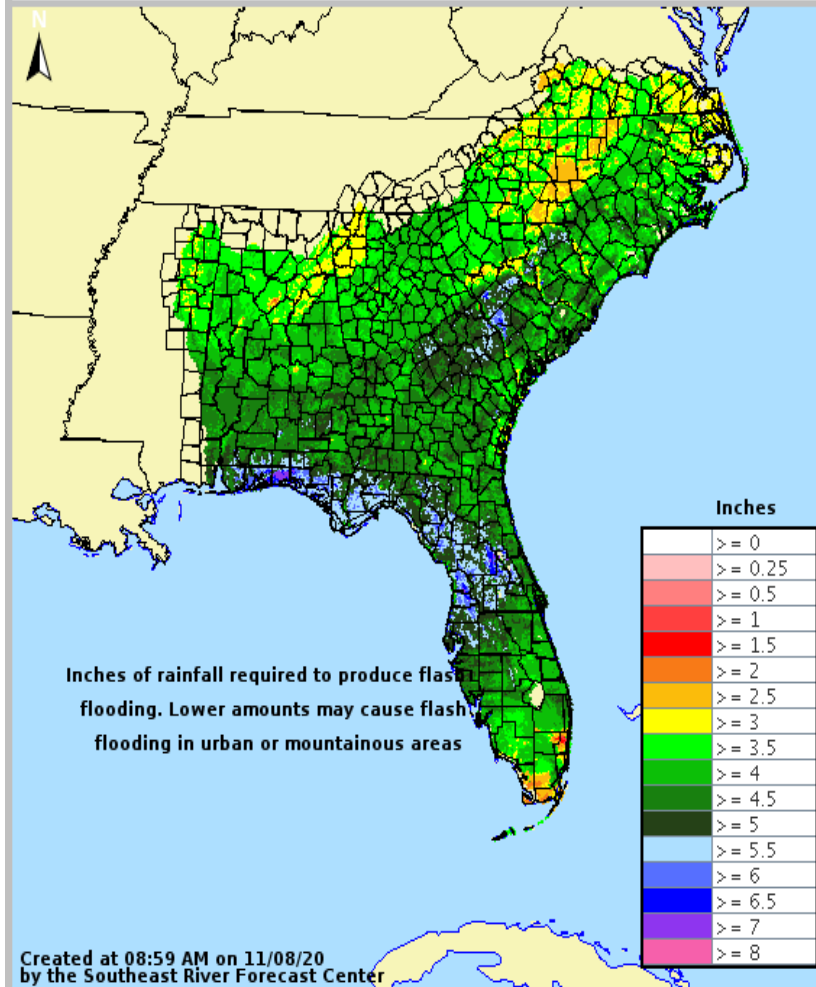 N
Inches
>= 0
>= 0.25
>= 0.5
>= 1
>= 1.5
>= 2
>= 2.5
>= 3
>= 3.5
>= 4
>= 4.5
>= 5
>= 5.5
>= 6
>= 6.5
>= 7
>= 8
Inches of rainfall required to produce flash
flooding. Lower amounts may cause flash
flooding in urban or mountainous areas
Created at 08:59 AM on 11/08/20
by the Southeast River Forecast Center